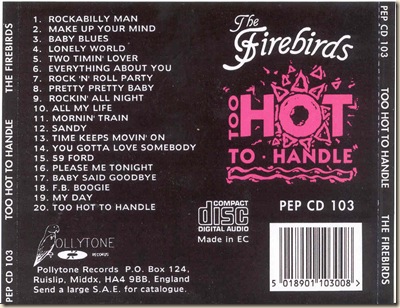 PEP CD 103
TOO HOT TO HANDLE
THE FIREBIRDS
1. ROCKABILLY MAN
2. MAKE UP YOUR MIND
3. BABY BLUES
4. LONELY WORLD
5. TWO TIMIN' LOVER
6. EVERYTHING ABOUT YOU
7. ROCK 'N' ROLL PARTY
8. PRETTY PRETTY BABY
9. ROCKIN' ALL NIGHT
10. ALL MY LIFE
11. MORNIN' TRAIN
12. SANDY
13. TIME KEEPS MOVIN' ON
14. YOU GOTTA LOVE SOMEBODY
15. 59 FORD
16. PLEASE ME TONIGHT
17. BABY SAID GOODBYE
18. F.B. BOOGIE
19. MY DAY
20. TOO HOT TO HANDLE
POLLYTONE
RECORDS
Pollytone Records P.O. Box 124,
Ruislip, Middx, HA4 9BB, England
Send a large S.A.E. for catalogue.
The
Firebirds
TOO
HOT
TO · HANDLE
COMPACT
disc
DIGITAL AUDIO
Made in EC
PEP CD 103
5 018901 103008 >
PEP CD 103
TOO HOT TO HANDLE
THE FIREBIRDS